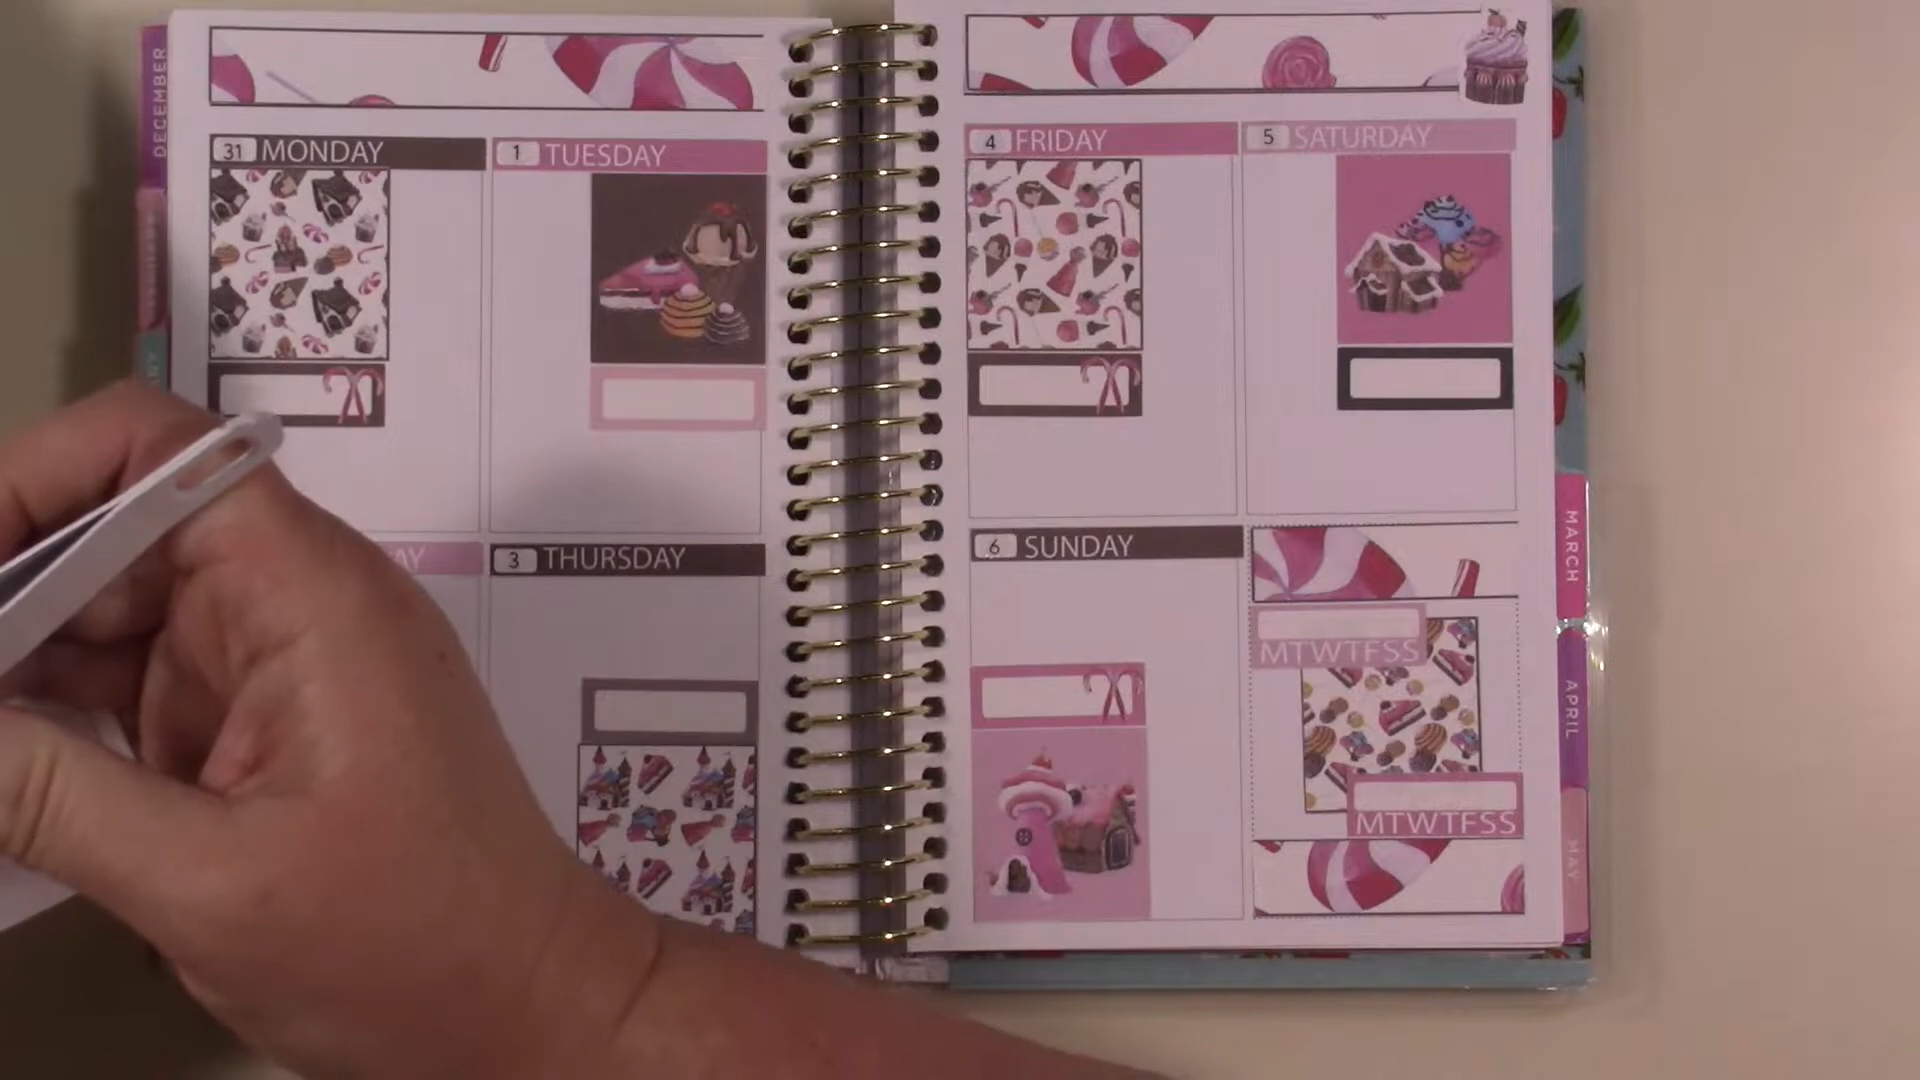 DECEMBER
31 MONDAY
1 TUESDAY
4 FRIDAY
5 SATURDAY
3 THURSDAY
6 SUNDAY
MTWTFSS
MTWTFSS
MARCH
APRIL
MAY